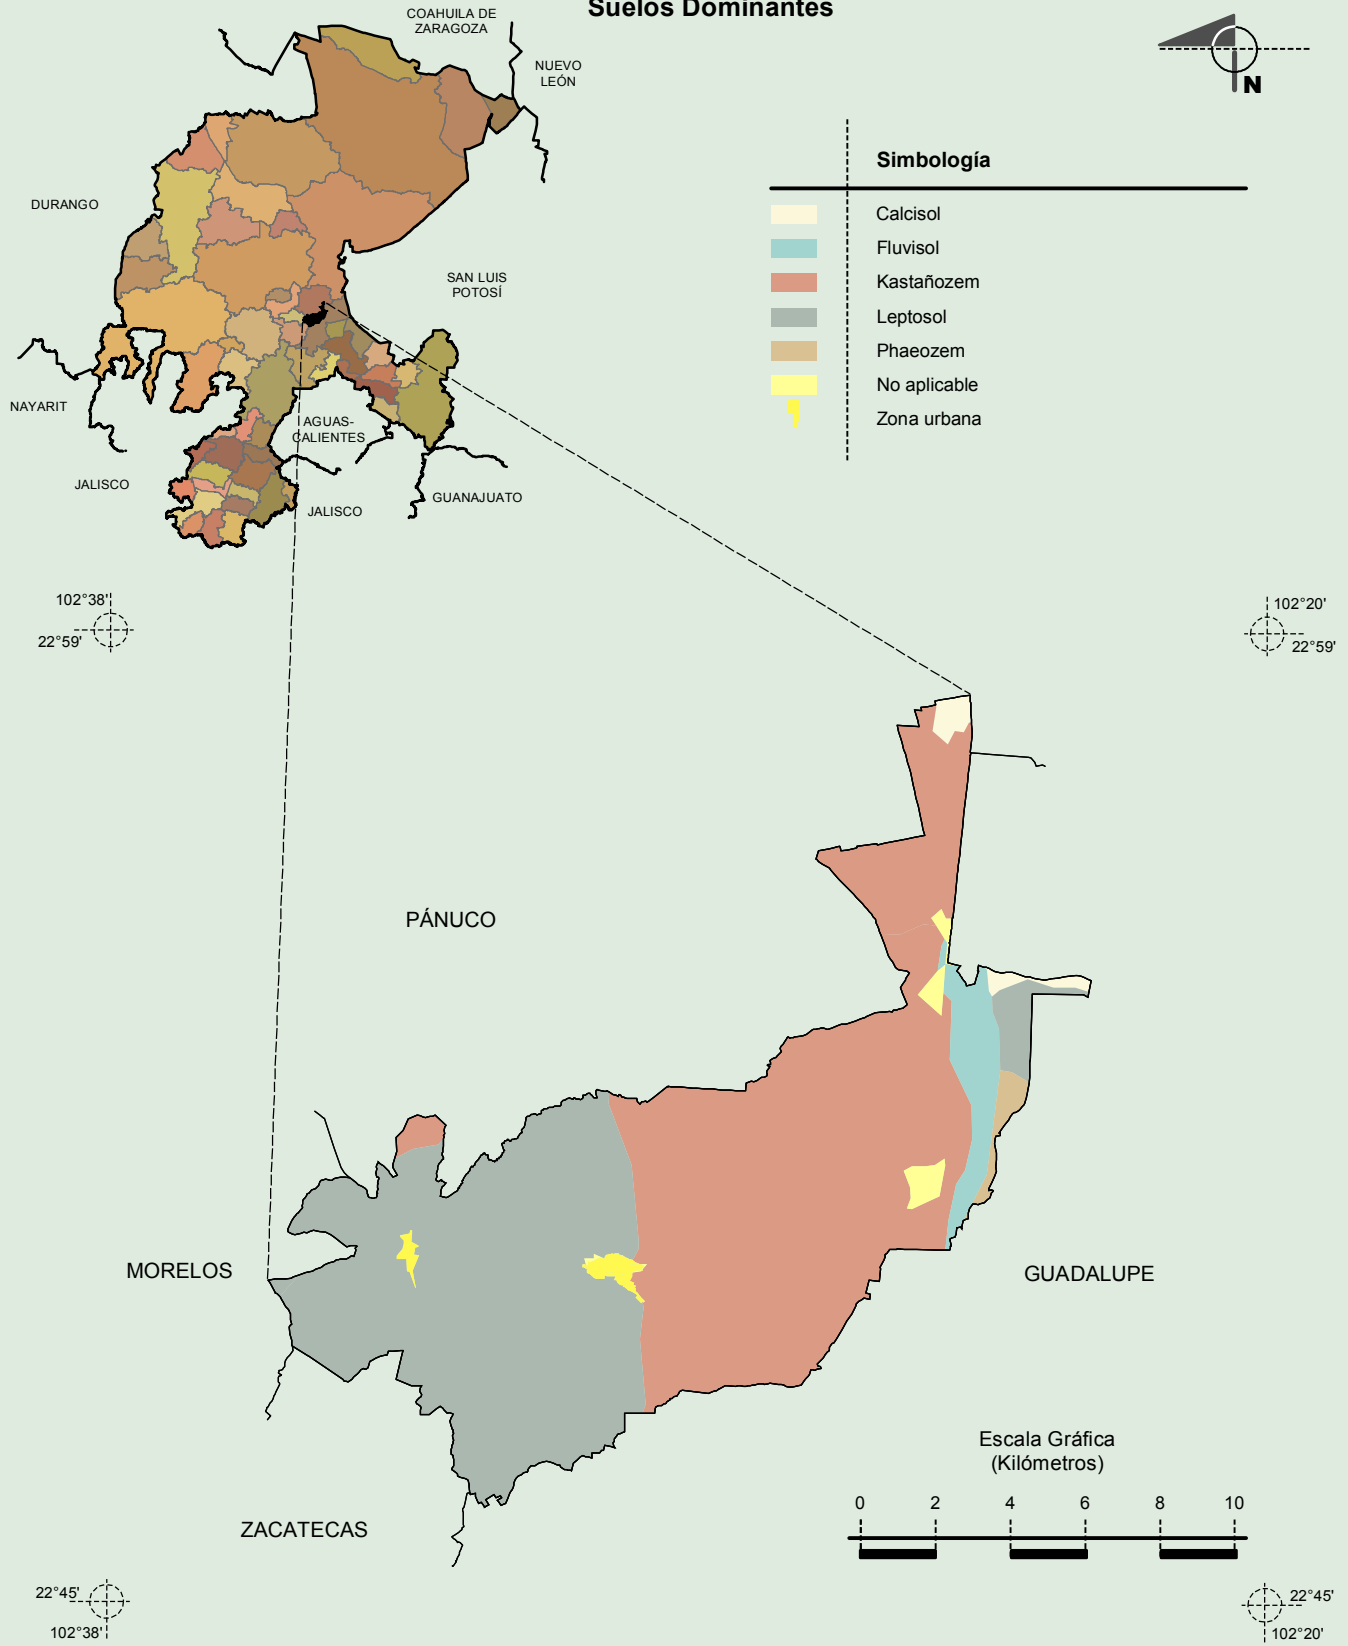 Suelos Dominantes
COAHUILA DE
ZARAGOZA
NUEVO
LEÓN
N
DURANGO
SAN LUIS
POTOSÍ
NAYARIT
AGUAS-
CALIENTES
JALISCO
JALISCO
GUANAJUATO
Simbología
Calcisol
Fluvisol
Kastañozem
Leptosol
Phaeozem
No aplicable
Zona urbana
102°38'
22°59'
102°20'
22°59'
PÁNUCO
MORELOS
GUADALUPE
ZACATECAS
Escala Gráfica
(Kilómetros)
0 2 4 6 8 10
22°45'
102°38'
22°45'
102°20'